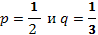 p = 1/2 и q = 1/3